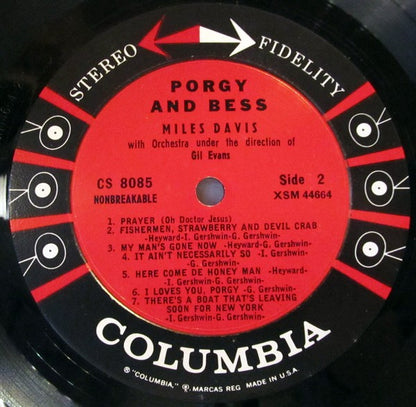 STEREO FIDELITY
PORGY
AND BESS
MILES DAVIS
with Orchestra under the direction of
Gil Evans
CS 8085
NONBREAKABLE
Side 2
XSM 44664
1. PRAYER (Oh Doctor Jesus)
2. FISHERMEN, STRAWBERRY AND DEVIL CRAB
-Heyward-I. Gershwin-G. Gershwin-
3. MY MAN'S GONE NOW -Heyward-G. Gershwin-
4. IT AIN'T NECESSARILY SO -I. Gershwin-
G. Gershwin-
5. HERE COME DE HONEY MAN -Heyward-
-I. Gershwin-G. Gershwin-
6. I LOVES YOU, PORGY -G. Gershwin-
7. THERE'S A BOAT THAT'S LEAVING
SOON FOR NEW YORK
-I. Gershwin-G. Gershwin-
COLUMBIA
® "COLUMBIA," MARCAS REG. MADE IN U.S.A.